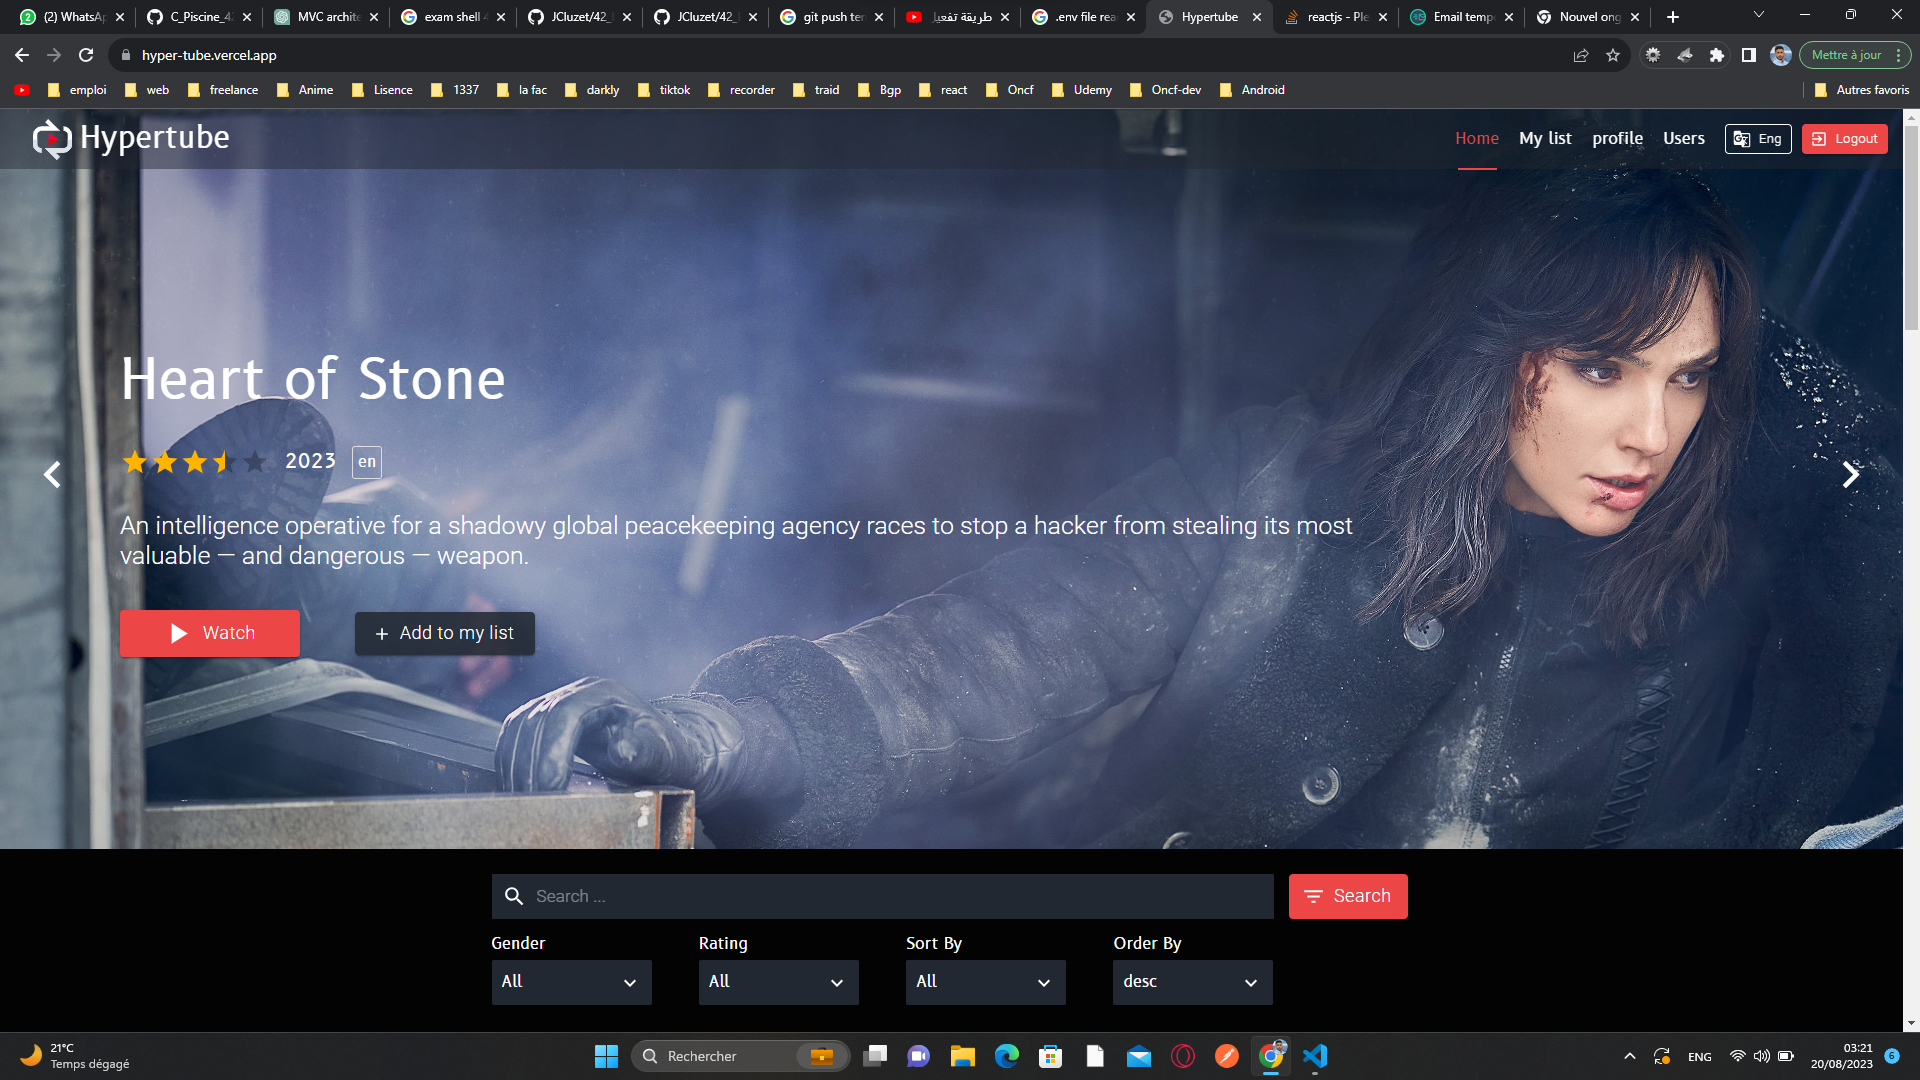 (2) WhatsAp
C_Piscine_42
MVC archite
exam shell 4
JCluzet/42_
JCluzet/42_
git push ter
طريقة تفعيل
.env file rea
Hypertube
reactjs - Ple
Email tempo
Nouvel ong
hyper-tube.vercel.app
Mettre à jour
emploi
web
freelance
Anime
Lisence
1337
la fac
darkly
tiktok
recorder
traid
Bgp
react
Oncf
Udemy
Oncf-dev
Android
Autres favoris
Hypertube
Home
My list
profile
Users
Eng
Logout
Heart of Stone
2023
en
An intelligence operative for a shadowy global peacekeeping agency races to stop a hacker from stealing its most
valuable — and dangerous — weapon.
Watch
+ Add to my list
Search ...
Search
Gender
Rating
Sort By
Order By
All
All
All
desc
21°C
Temps dégagé
Rechercher
ENG
03:21
20/08/2023
6